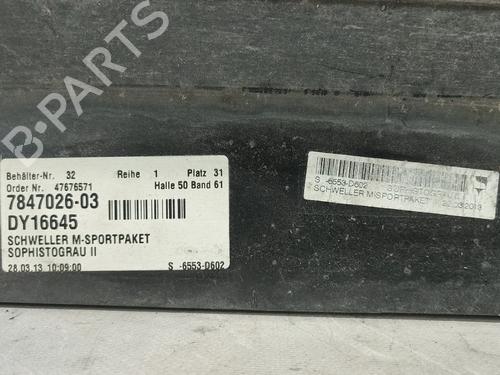 B-PARTS
Behälter-Nr. 32 Reihe 1 Platz 31
Order Nr. 47676571 Halle 50 Band 61
7847026-03
DY16645
SCHWELLER M-SPORTPAKET
SOPHISTOGRAU II
28.03.13 10:09:00 S -6553-D602
S -6553-D602
SCHWELLER M-SPORTPAKET